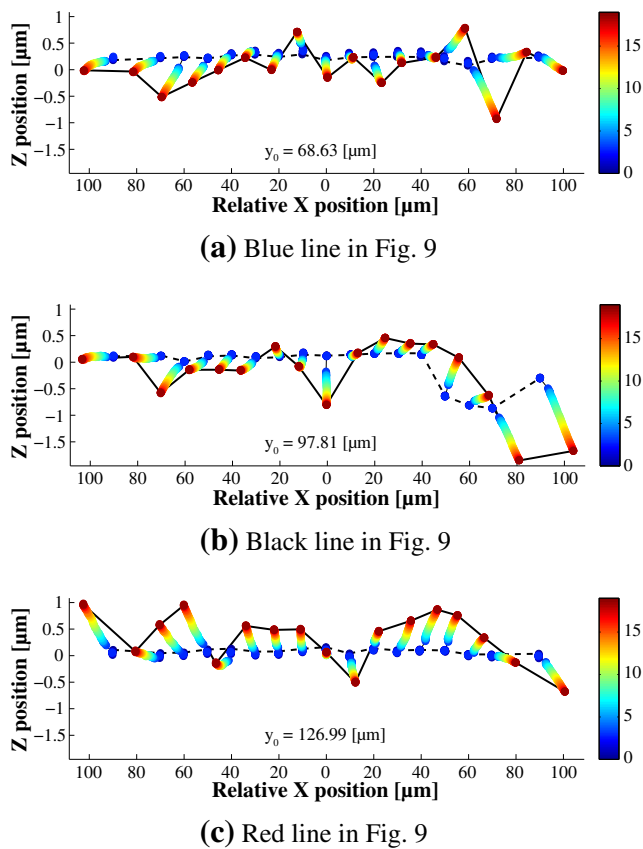 1
0.5
0
−0.5
−1
−1.5
Z position [µm]
y0 = 68.63 [µm]
100 80 60 40 20 0 20 40 60 80 100
Relative X position [µm]
15
10
5
0
(a) Blue line in Fig. 9
1
0.5
0
−0.5
−1
−1.5
Z position [µm]
y0 = 97.81 [µm]
100 80 60 40 20 0 20 40 60 80 100
Relative X position [µm]
15
10
5
0
(b) Black line in Fig. 9
1
0.5
0
−0.5
−1
−1.5
Z position [µm]
y0 = 126.99 [µm]
100 80 60 40 20 0 20 40 60 80 100
Relative X position [µm]
15
10
5
0
(c) Red line in Fig. 9